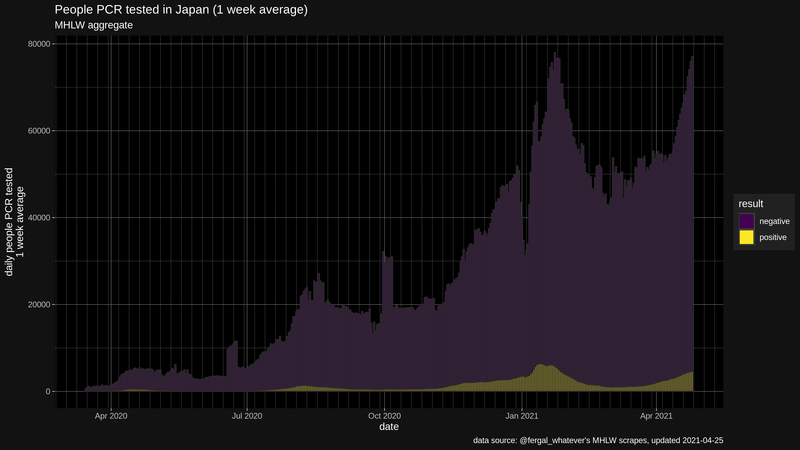 People PCR tested in Japan (1 week average)
MHLW aggregate
80000
60000
40000
20000
0
daily people PCR tested
1 week average
Apr 2020
Jul 2020
Oct 2020
Jan 2021
Apr 2021
date
result
negative
positive
data source: @fergal_whatever's MHLW scrapes, updated 2021-04-25